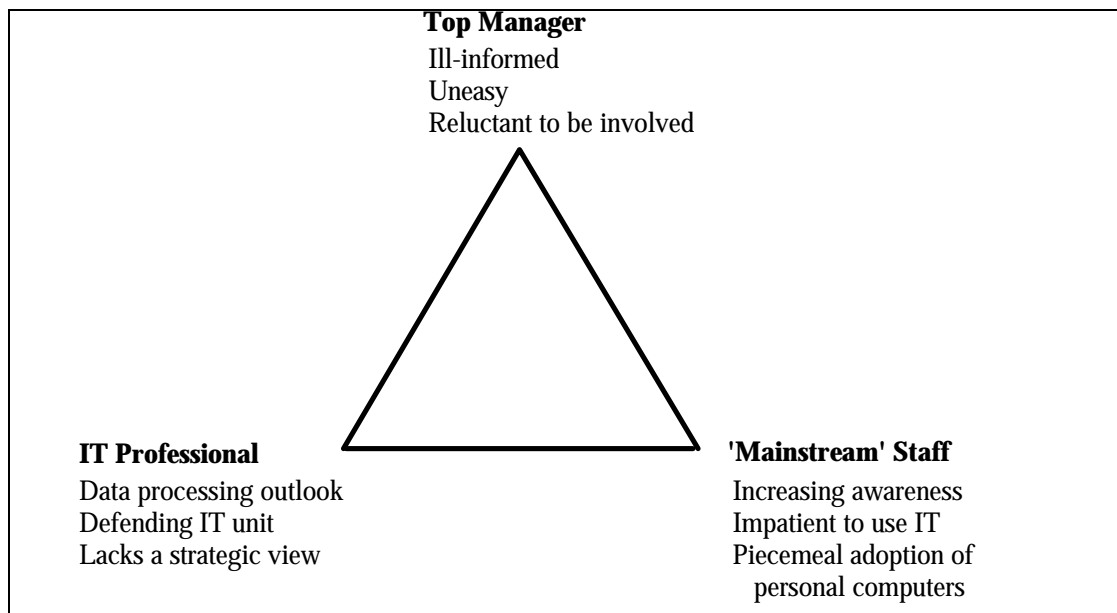 Top Manager
Ill-informed
Uneasy
Reluctant to be involved
IT Professional
Data processing outlook
Defending IT unit
Lacks a strategic view
'Mainstream' Staff
Increasing awareness
Impatient to use IT
Piecemeal adoption of
personal computers